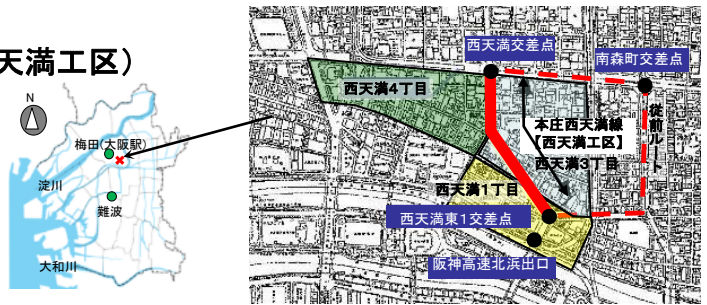 天満工区）
N
梅田(大阪駅)
淀川
難波
大和川
西天満交差点
南森町交差点
西天満4丁目
従前ルート
本庄西天満線
【西天満工区】
西天満3丁目
西天満1丁目
西天満東1交差点
阪神高速北浜出口